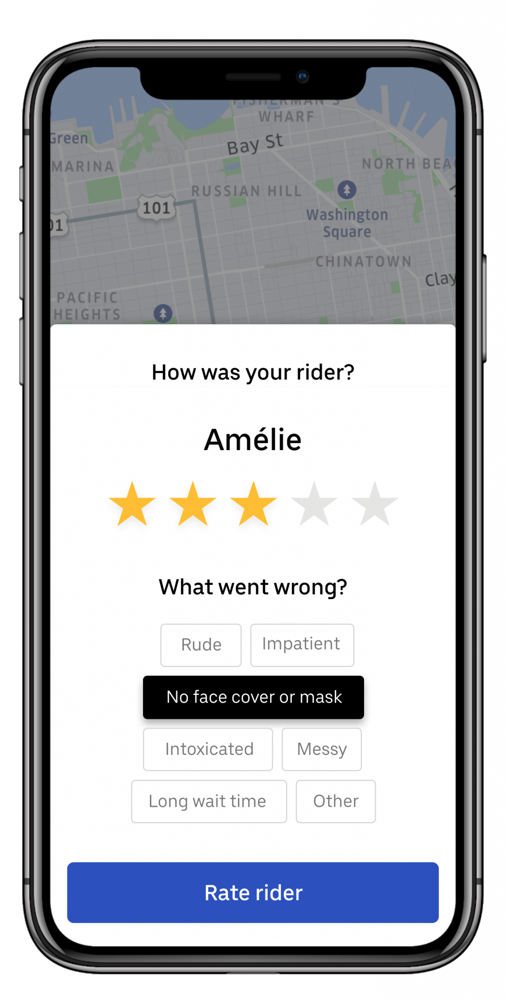 FISHERMAN'S
WHARF
Bay St
Green
MARINA
NORTH BEA
RUSSIAN HILL
101
Washington
Square
01
CHINATOWN
Clay
PACIFIC
HEIGHTS
How was your rider?
Amélie
What went wrong?
Rude
Impatient
No face cover or mask
Intoxicated
Messy
Long wait time
Other
Rate rider